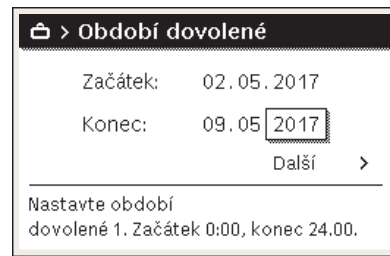 > Období dovolené
Začátek: 02.05.2017
Konec: 09.05 2017
Další >
Nastavte období
dovolené 1. Začátek 0:00, konec 24.00.